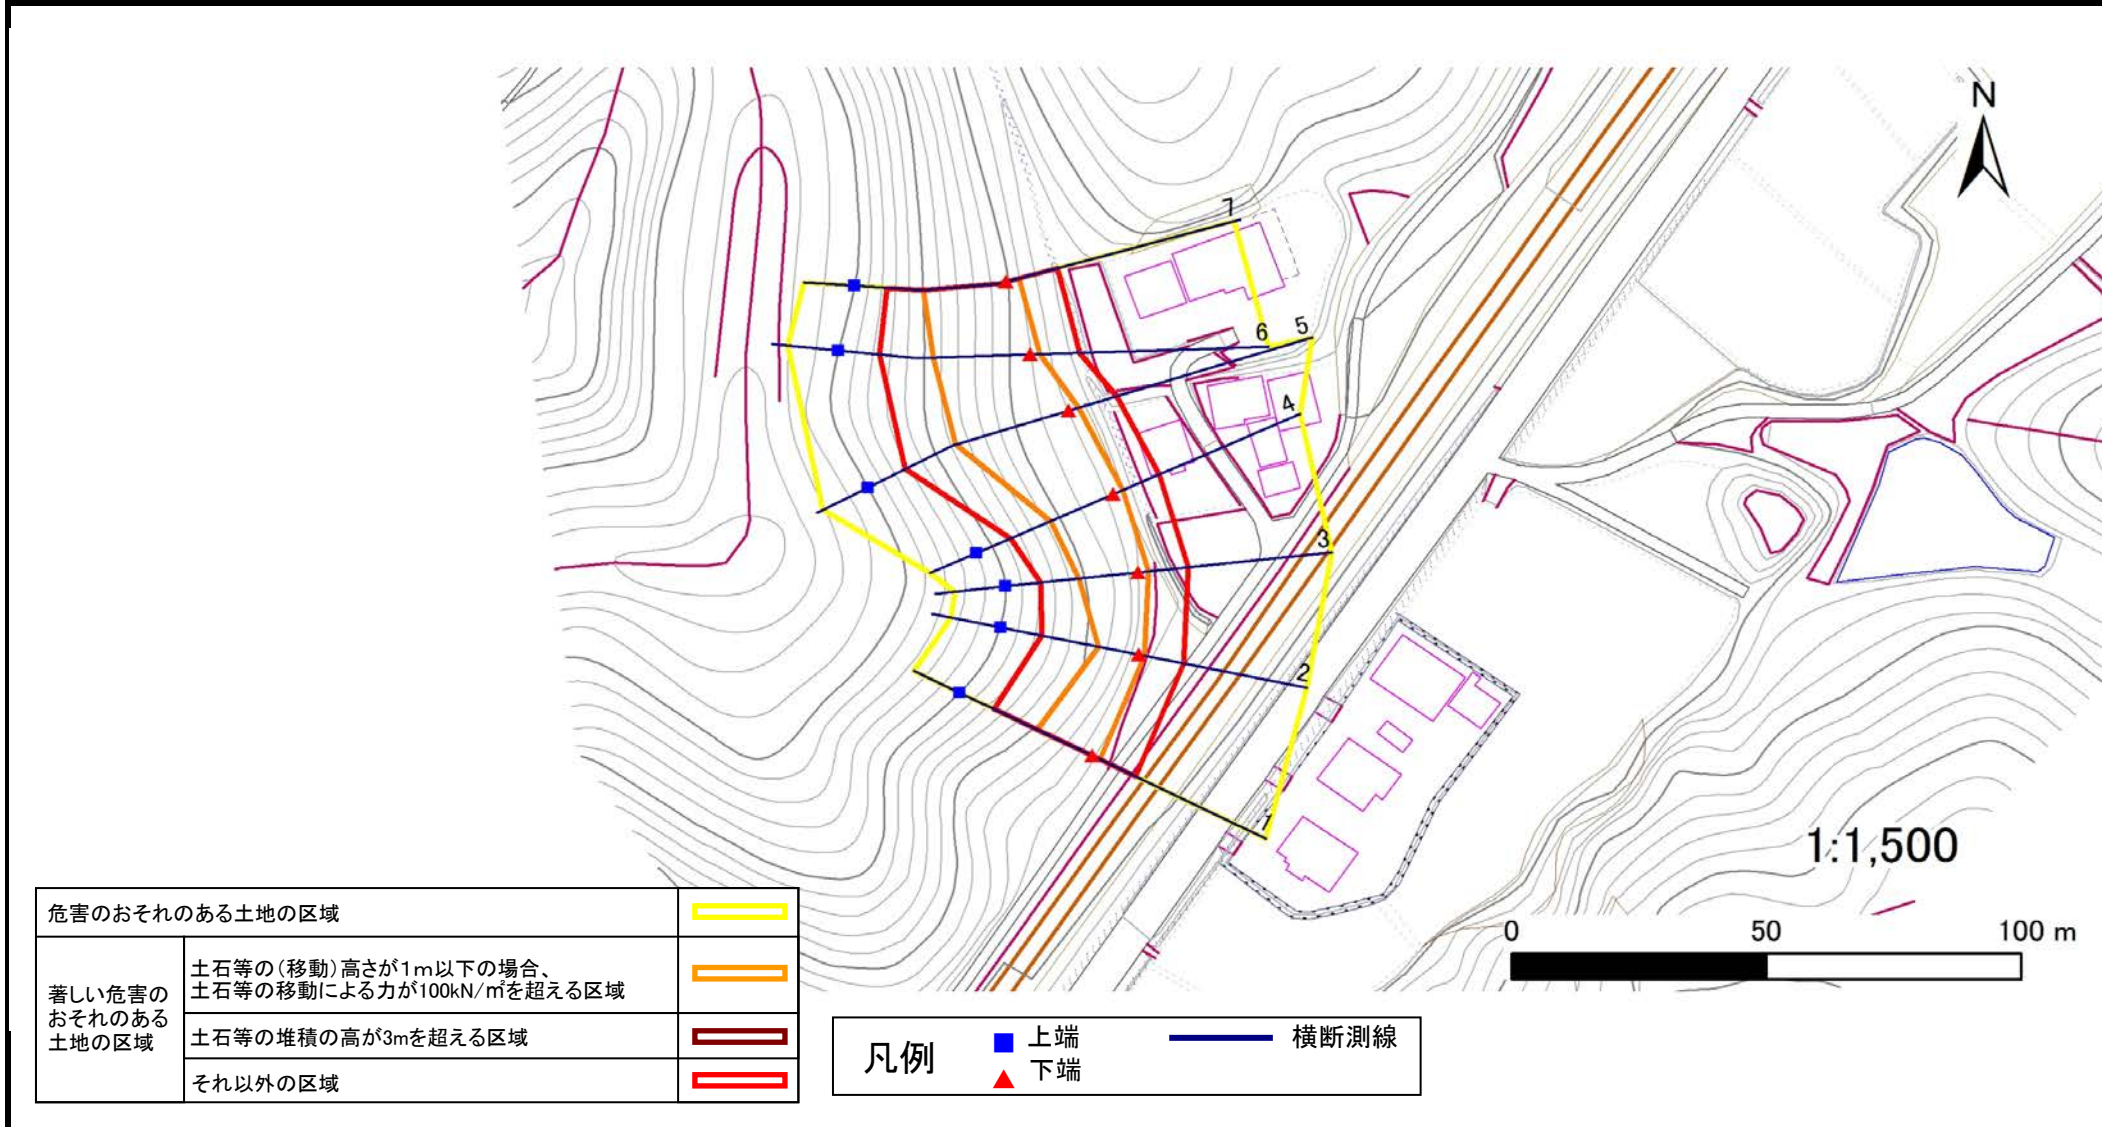 N
7
6
5
4
3
2
1
1:1,500
0 50 100 m
危害のおそれのある土地の区域
著しい危害の
おそれのある
土地の区域
土石等の（移動）高さが1ｍ以下の場合、
土石等の移動による力が100kN/㎡を超える区域
土石等の堆積の高が3mを超える区域
それ以外の区域
凡例
上端
下端
横断測線